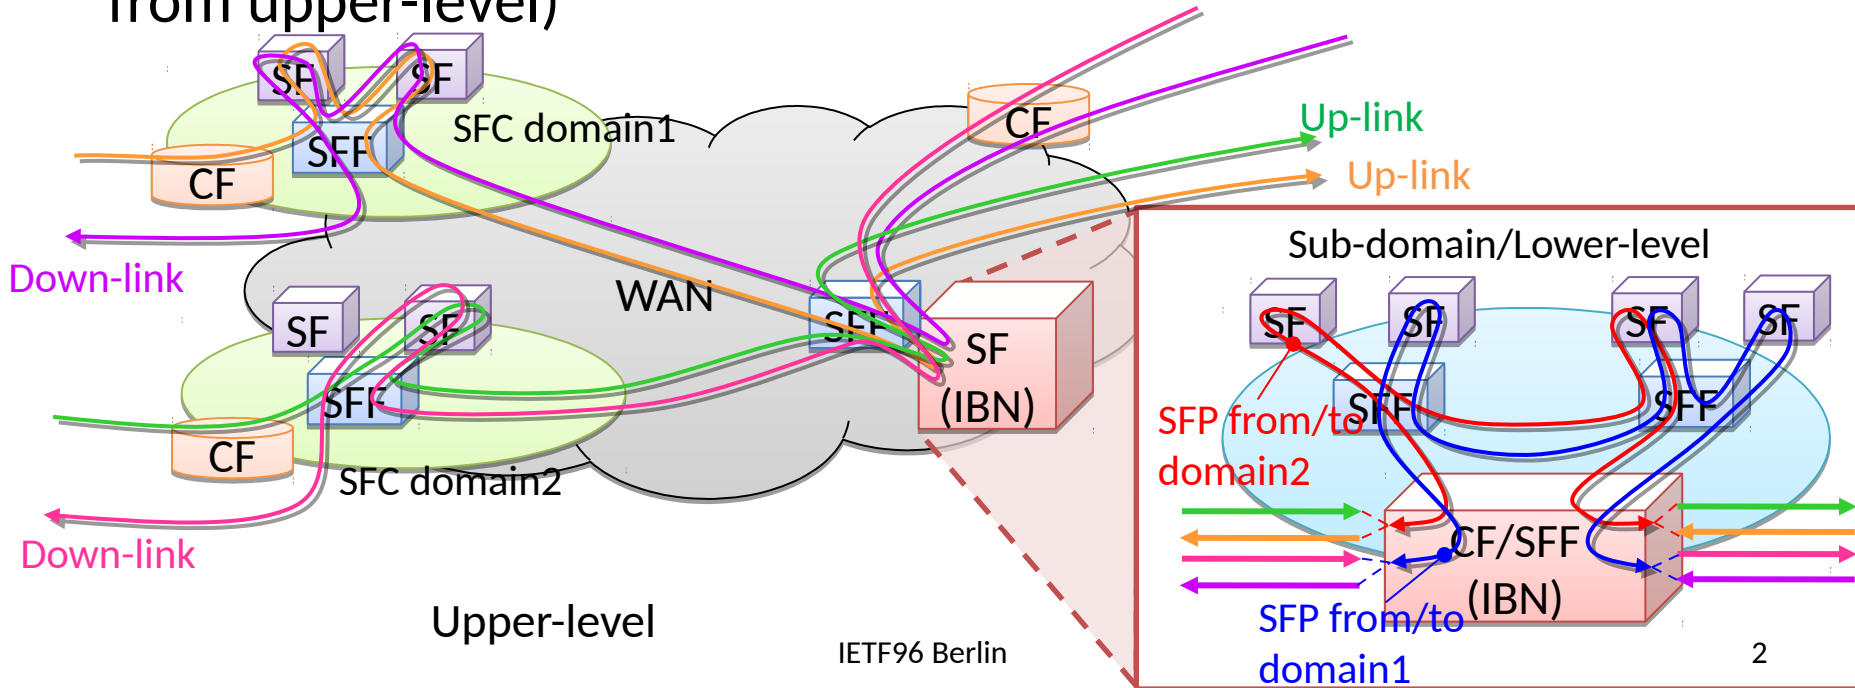 from upper-level)
SF
SF
SFC domain1
SFF
CF
Down-link
CF
Up-link
Up-link
WAN
SF
SF
SFF
CF
SFC domain2
Down-link
SFF
SF
(IBN)
Upper-level
IETF96 Berlin
Sub-domain/Lower-level
SF
SF
SF
SF
SFF
SFF
SFP from/to
domain2
CF/SFF
(IBN)
SFP from/to
domain1
2